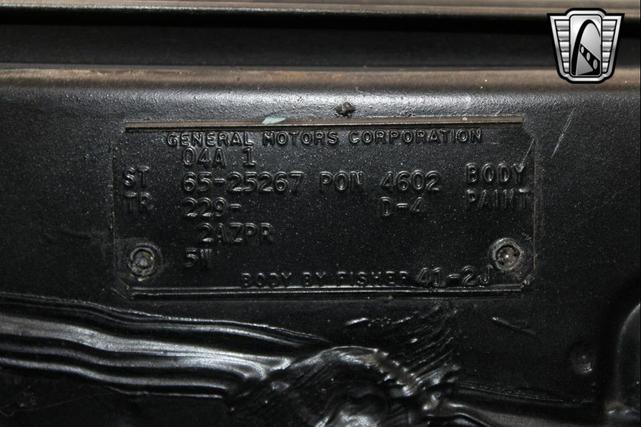 GENERAL MOTORS CORPORATION
04A 1
ST 65-25267 PON 4602 BODY
TR 229- D-4 PAINT
2AZPR
5W
BODY BY FISHER 41-2J